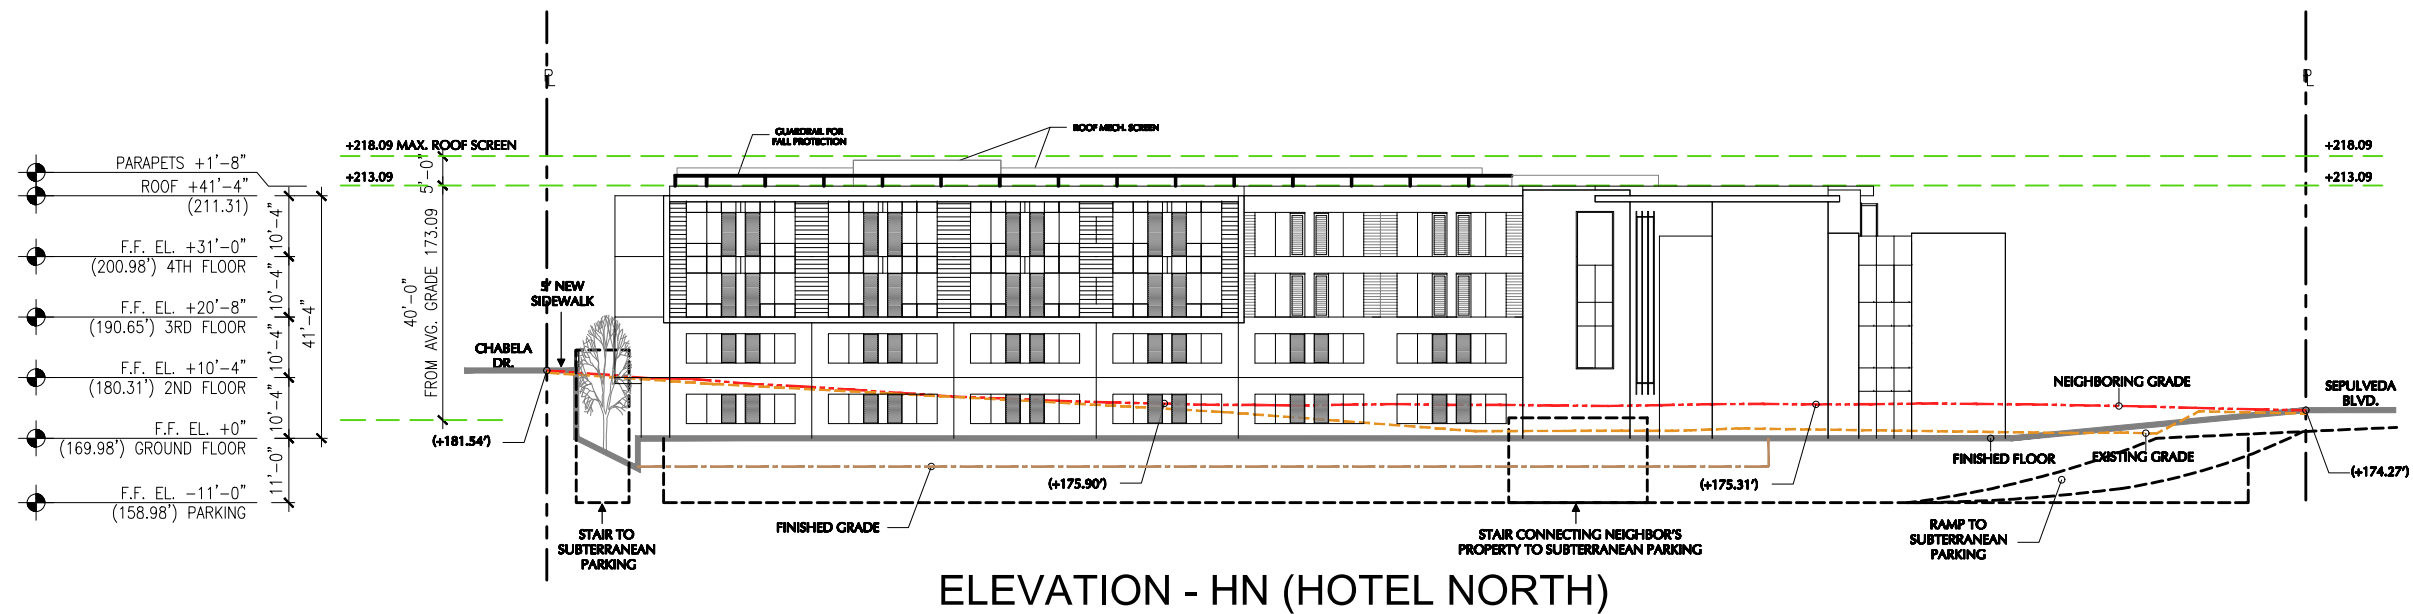 PARAPETS +1'-8"
ROOF +41'-4"
(211.31)
F.F. EL. +31'-0"
(200.98') 4TH FLOOR
F.F. EL. +20'-8"
(190.65') 3RD FLOOR
F.F. EL. +10'-4"
(180.31') 2ND FLOOR
F.F. EL. +0"
(169.98') GROUND FLOOR
F.F. EL. -11'-0"
(158.98') PARKING
10'-4"
10'-4"
10'-4"
10'-4"
11'-0"
41'-4"
+218.09 MAX. ROOF SCREEN
+213.09
5'-0"
40'-0"
FROM AVG. GRADE 173.09
PL
5' NEW
SIDEWALK
CHABELA
DR.
(+181.54')
GUARDRAIL FOR
FALL PROTECTION
ROOF MECH. SCREEN
STAIR TO
SUBTERRANEAN
PARKING
FINISHED GRADE
(+175.90')
STAIR CONNECTING NEIGHBOR'S
PROPERTY TO SUBTERRANEAN PARKING
(+175.31')
NEIGHBORING GRADE
FINISHED FLOOR
EXISTING GRADE
RAMP TO
SUBTERRANEAN
PARKING
PL
+218.09
+213.09
SEPULVEDA
BLVD.
(+174.27')
ELEVATION - HN (HOTEL NORTH)